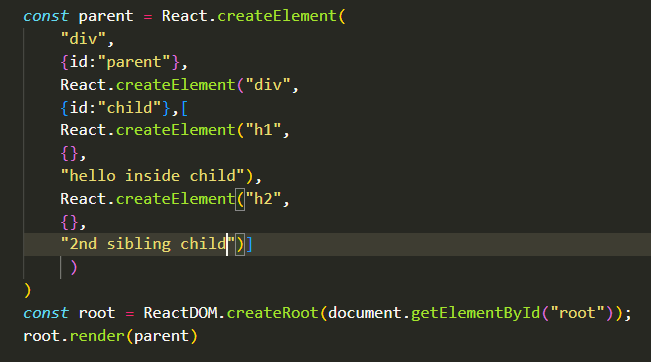 const parent = React.createElement(
"div",
{id:"parent"},
React.createElement("div",
{id:"child"},[
React.createElement("h1",
{},
"hello inside child"),
React.createElement("h2",
{},
"2nd sibling child")]
)
)
const root = ReactDOM.createRoot(document.getElementById("root"));
root.render(parent)